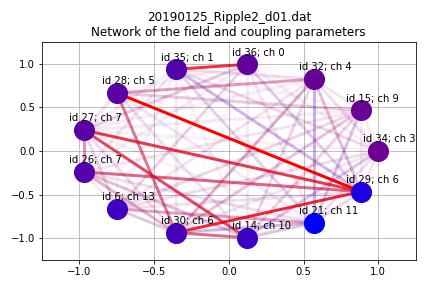 20190125_Ripple2_d01.dat
Network of the field and coupling parameters
id 36; ch 0
id 35; ch 1
id 32; ch 4
id 28; ch 5
id 15; ch 9
id 27; ch 7
id 34; ch 3
id 26; ch 7
id 29; ch 6
id 6; ch 13
id 21; ch 11
id 30; ch 6
id 14; ch 10
1.0
0.5
0.0
−0.5
−1.0
−1.0 −0.5 0.0 0.5 1.0